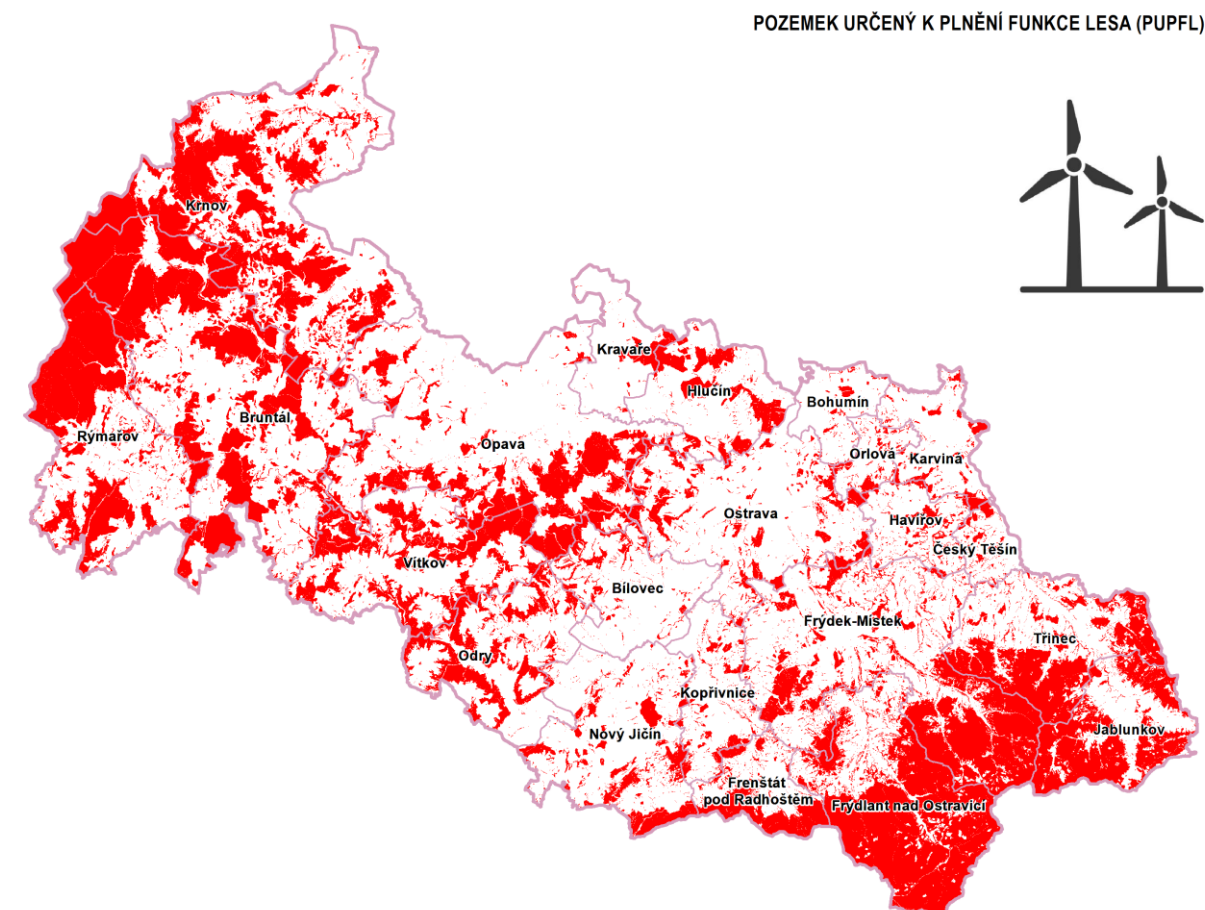 POZEMEK URČENÝ K PLNĚNÍ FUNKCE LESA (PUPFL)
Krnov
Kravaře
Hlučín
Bohumín
Bruntál
Rýmařov
Opava
Orlová
Karviná
Ostrava
Havířov
Český Těšín
Vítkov
Bílovec
Frýdek-Místek
Třinec
Odry
Kopřivnice
Nový Jičín
Jablunkov
Frenštát
pod Radhoštěm
Frýdlant nad Ostravicí